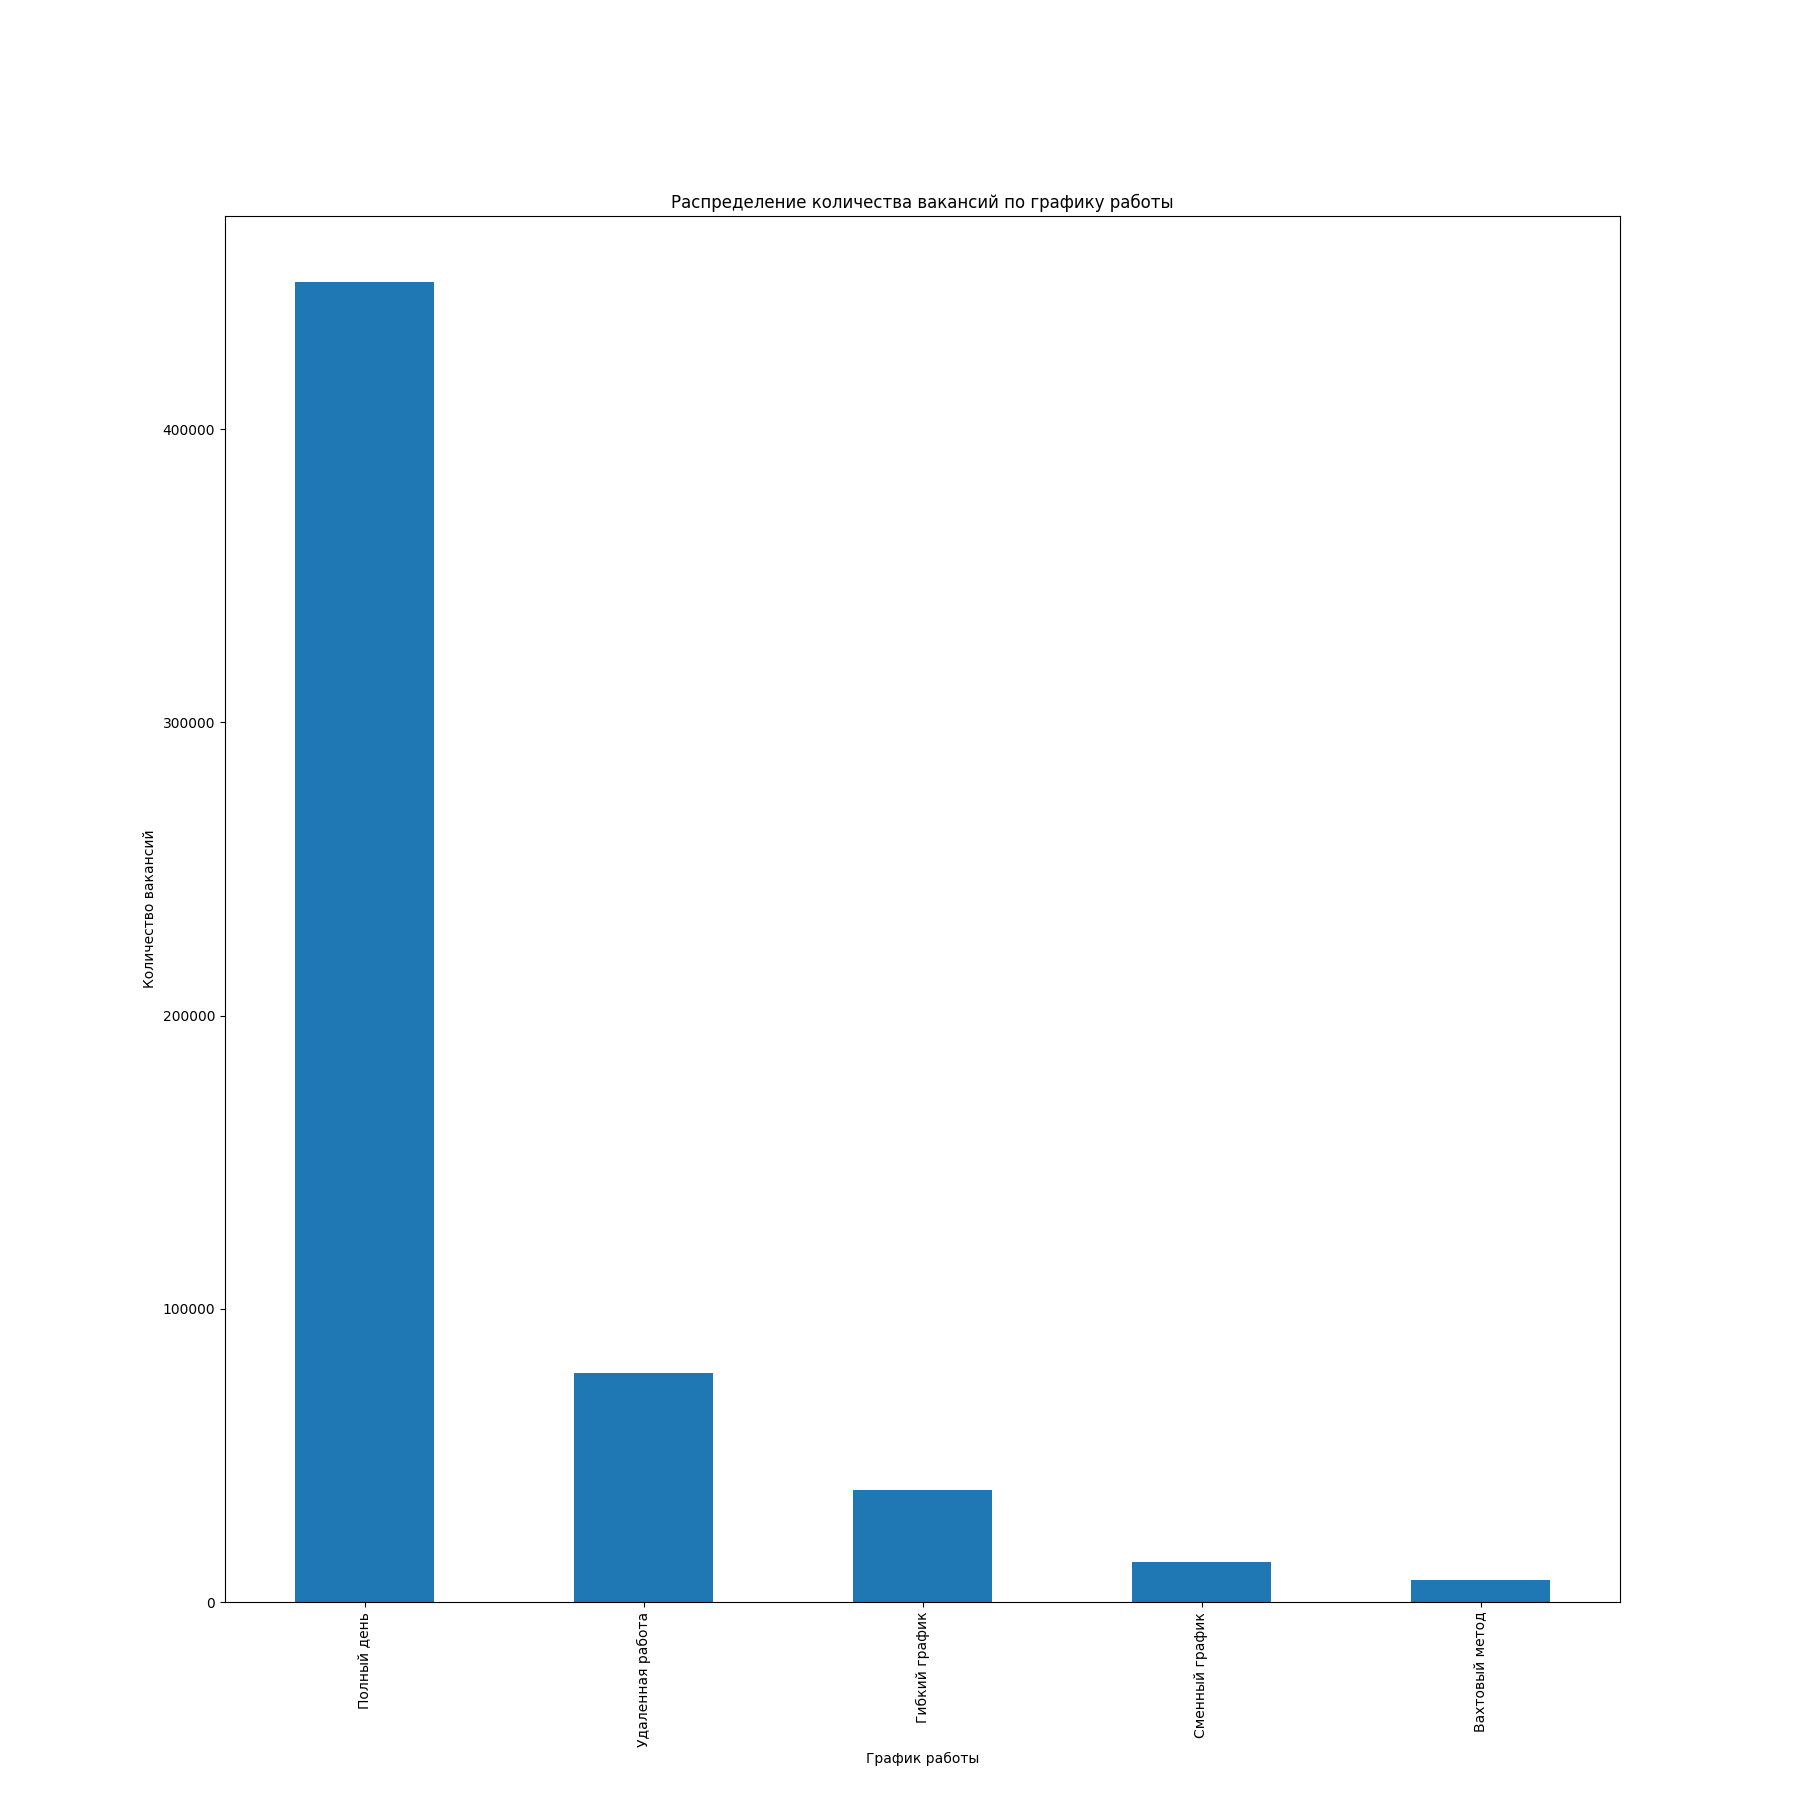 Распределение количества вакансий по графику работы
Количество вакансий
400000
300000
200000
100000
0
Полный день
Удаленная работа
Гибкий график
Сменный график
Вахтовый метод
График работы